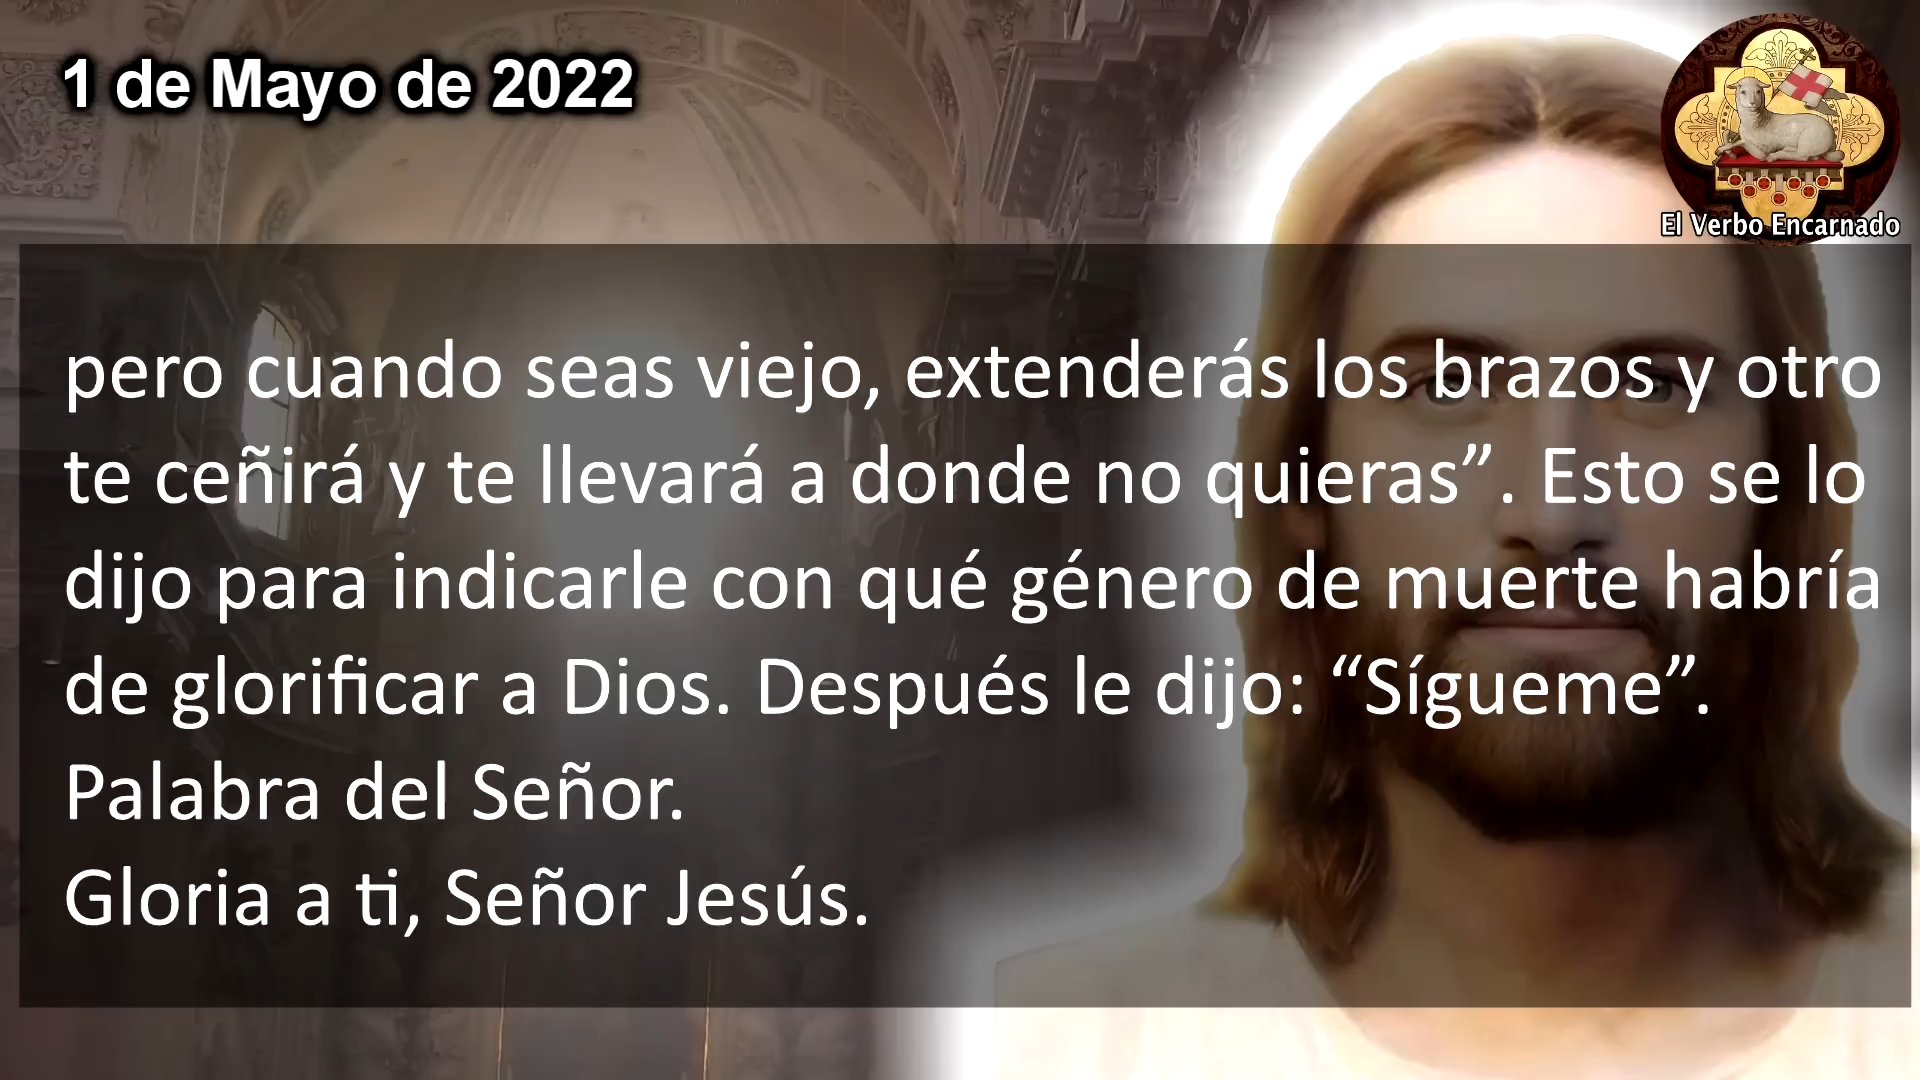 1 de Mayo de 2022
El Verbo Encarnado
pero cuando seas viejo, extenderás los brazos y otro
te ceñirá y te llevará a donde no quieras”. Esto se lo
dijo para indicarle con qué género de muerte habría
de glorificar a Dios. Después le dijo: “Sígueme”.
Palabra del Señor.
Gloria a ti, Señor Jesús.